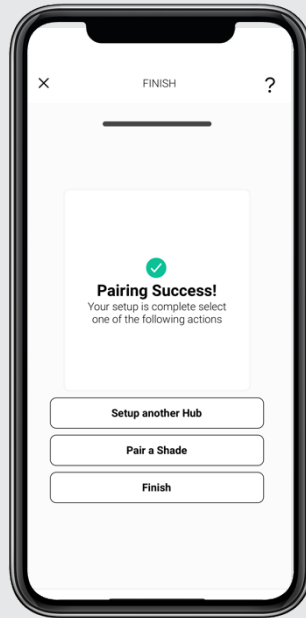 FINISH
?
Pairing Success!
Your setup is complete select
one of the following actions
Setup another Hub
Pair a Shade
Finish